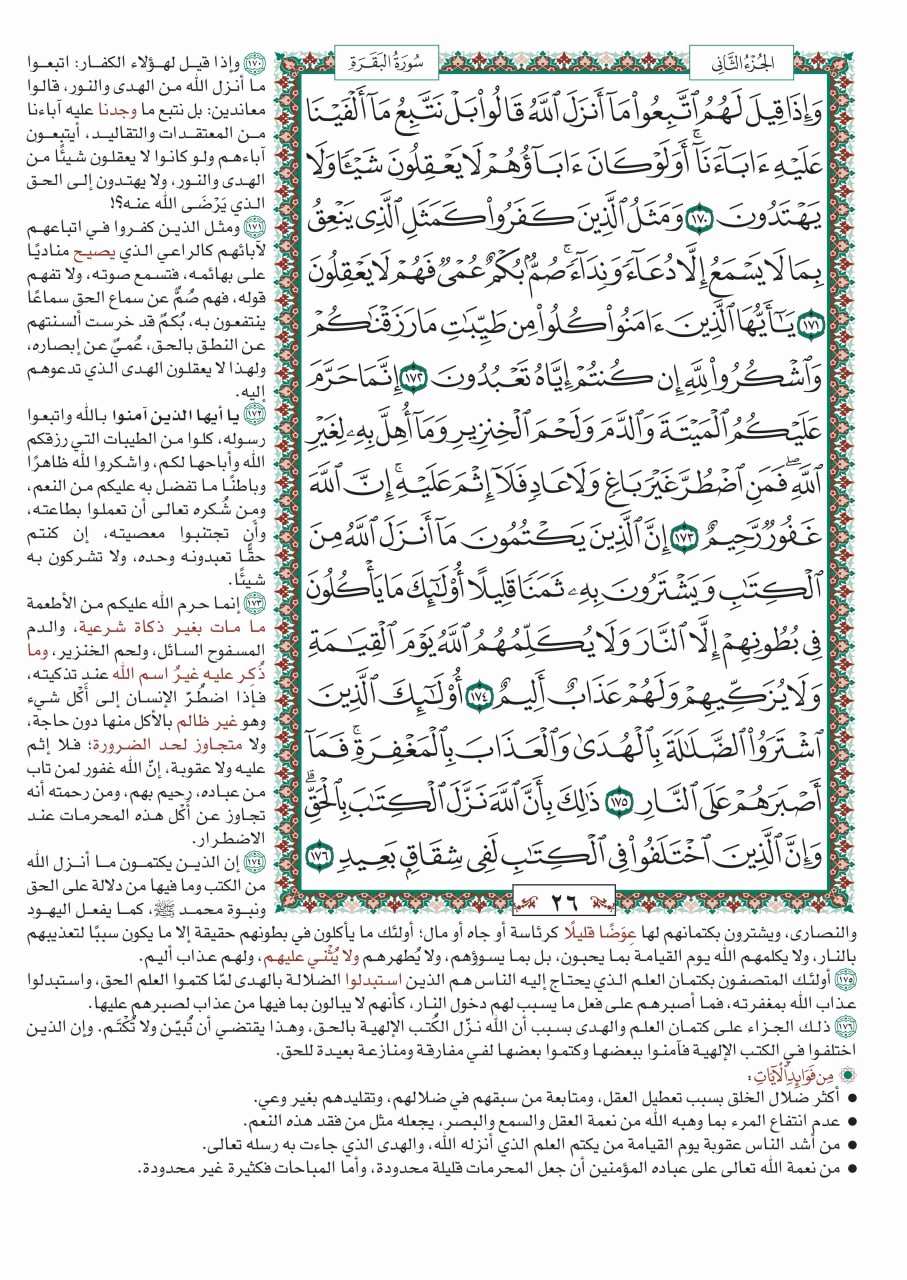 الجُزْءُ الثَّانِي
سُورَةُ البَقَرَةِ
وَإِذَا قِيلَ لَهُمُ ٱتَّبِعُوا۟ مَآ أَنزَلَ ٱللَّهُ قَالُوا۟ بَلْ نَتَّبِعُ مَآ أَلْفَيْنَا
عَلَيْهِ ءَابَآءَنَآۚ أَوَلَوْ كَانَ ءَابَآؤُهُمْ لَا يَعْقِلُونَ شَيْـًٔا وَلَا
يَهْتَدُونَ ١٧٠ وَمَثَلُ ٱلَّذِينَ كَفَرُوا۟ كَمَثَلِ ٱلَّذِى يَنْعِقُ
بِمَا لَا يَسْمَعُ إِلَّا دُعَآءً وَنِدَآءًۚ صُمٌّۢ بُكْمٌ عُمْىٌ فَهُمْ لَا يَعْقِلُونَ
١٧١ يَـٰٓأَيُّهَا ٱلَّذِينَ ءَامَنُوا۟ كُلُوا۟ مِن طَيِّبَـٰتِ مَا رَزَقْنَـٰكُمْ
وَٱشْكُرُوا۟ لِلَّهِ إِن كُنتُمْ إِيَّاهُ تَعْبُدُونَ ١٧٢ إِنَّمَا حَرَّمَ
عَلَيْكُمُ ٱلْمَيْتَةَ وَٱلدَّمَ وَلَحْمَ ٱلْخِنزِيرِ وَمَآ أُهِلَّ بِهِۦ لِغَيْرِ
ٱللَّهِۖ فَمَنِ ٱضْطُرَّ غَيْرَ بَاغٍ وَلَا عَادٍ فَلَآ إِثْمَ عَلَيْهِۚ إِنَّ ٱللَّهَ
غَفُورٌ رَّحِيمٌ ١٧٣ إِنَّ ٱلَّذِينَ يَكْتُمُونَ مَآ أَنزَلَ ٱللَّهُ مِنَ
ٱلْكِتَـٰبِ وَيَشْتَرُونَ بِهِۦ ثَمَنًا قَلِيلًا أُو۟لَـٰٓئِكَ مَا يَأْكُلُونَ
فِى بُطُونِهِمْ إِلَّا ٱلنَّارَ وَلَا يُكَلِّمُهُمُ ٱللَّهُ يَوْمَ ٱلْقِيَـٰمَةِ
وَلَا يُزَكِّيهِمْ وَلَهُمْ عَذَابٌ أَلِيمٌ ١٧٤ أُو۟لَـٰٓئِكَ ٱلَّذِينَ
ٱشْتَرَوُا۟ ٱلضَّلَـٰلَةَ بِٱلْهُدَىٰ وَٱلْعَذَابَ بِٱلْمَغْفِرَةِۚ فَمَآ
أَصْبَرَهُمْ عَلَى ٱلنَّارِ ١٧٥ ذَٰلِكَ بِأَنَّ ٱللَّهَ نَزَّلَ ٱلْكِتَـٰبَ بِٱلْحَقِّۗ
وَإِنَّ ٱلَّذِينَ ٱخْتَلَفُوا۟ فِى ٱلْكِتَـٰبِ لَفِى شِقَاقٍۭ بَعِيدٍ ١٧٦
٢٦
١٧٠ وإذا قيل لهؤلاء الكفار: اتبعوا
ما أنزل الله من الهدى والنور، قالوا
معاندين: بل نتبع ما وجدنا عليه آباءنا
من المعتقدات والتقاليد، أيتبعون
آباءهم ولو كانوا لا يعقلون شيئًا من
الهدى والنور، ولا يهتدون إلى الحق
الذي يَرْضَى الله عنه؟!
١٧١ ومثل الذين كفروا في اتباعهم
لآبائهم كالراعي الذي يصيح مناديًا
على بهائمه، فتسمع صوته، ولا تفهم
قوله، فهم صُمٌّ عن سماع الحق سماعًا
ينتفعون به، بُكمٌ قد خرست ألسنتهم
عن النطق بالحق، عُميٌ عن إبصاره،
ولهذا لا يعقلون الهدى الذي تدعوهم
إليه.
١٧٢ يا أيها الذين آمنوا بالله واتبعوا
رسوله، كلوا من الطيبات التي رزقكم
الله وأباحها لكم، واشكروا لله ظاهرًا
وباطنًا ما تفضل به عليكم من النعم،
ومن شُكره تعالى أن تعملوا بطاعته،
وأن تجتنبوا معصيته، إن كنتم
حقًّا تعبدونه وحده، ولا تشركون به
شيئًا.
١٧٣ إنما حرم الله عليكم من الأطعمة
ما مات بغير ذكاة شرعية، والدم
المسفوح السائل، ولحم الخنزير، وما
ذُكِر عليه غيرُ اسم الله عند تذكيته،
فإذا اضطُرّ الإنسان إلى أكْل شيء
وهو غير ظالم بالأكل منها دون حاجة،
ولا متجاوز لحد الضرورة؛ فلا إثم
عليه ولا عقوبة، إنّ الله غفور لمن تاب
من عباده، رحيم بهم، ومن رحمته أنه
تجاوز عن أكْل هذه المحرمات عند
الاضطرار.
١٧٤ إن الذين يكتمون ما أنزل الله
من الكتب وما فيها من دلالة على الحق
ونبوة محمد ﷺ، كما يفعل اليهود
والنصارى، ويشترون بكتمانهم لها عِوَضًا قليلًا كرئاسة أو جاه أو مال؛ أولئك ما يأكلون في بطونهم حقيقة إلا ما يكون سببًا لتعذيبهم
بالنار، ولا يكلمهم الله يوم القيامة بما يحبون، بل بما يسوؤهم، ولا يُطهرهم ولا يُثْني عليهم، ولهم عذاب أليم.
١٧٥ أولئك المتصفون بكتمان العلم الذي يحتاج إليه الناس هم الذين استبدلوا الضلالة بالهدى لمّا كتموا العلم الحق، واستبدلوا
عذاب الله بمغفرته، فما أصبرهم على فعل ما يسبب لهم دخول النار، كأنهم لا يبالون بما فيها من عذاب لصبرهم عليها.
١٧٦ ذلك الجزاء على كتمان العلم والهدى بسبب أن الله نزّل الكُتب الإلهية بالحق، وهذا يقتضي أن تُبيّن ولا تُكْتَم. وإن الذين
اختلفوا في الكتب الإلهية فآمنوا ببعضها وكتموا بعضها لفي مفارقة ومنازعة بعيدة للحق.
مِن فَوَائِدِ الْآيَاتِ:
• أكثر ضلال الخلق بسبب تعطيل العقل، ومتابعة من سبقهم في ضلالهم، وتقليدهم بغير وعي.
• عدم انتفاع المرء بما وهبه الله من نعمة العقل والسمع والبصر، يجعله مثل من فقد هذه النعم.
• من أشد الناس عقوبة يوم القيامة من يكتم العلم الذي أنزله الله، والهدى الذي جاءت به رسله تعالى.
• من نعمة الله تعالى على عباده المؤمنين أن جعل المحرمات قليلة محدودة، وأما المباحات فكثيرة غير محدودة.